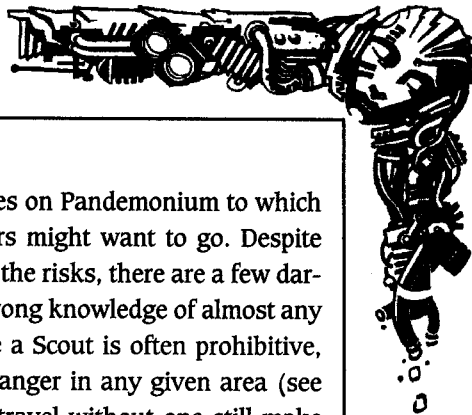 es on Pandemonium to which
rs might want to go. Despite
the risks, there are a few dar-
ong knowledge of almost any
e a Scout is often prohibitive,
anger in any given area (see
travel without one still make